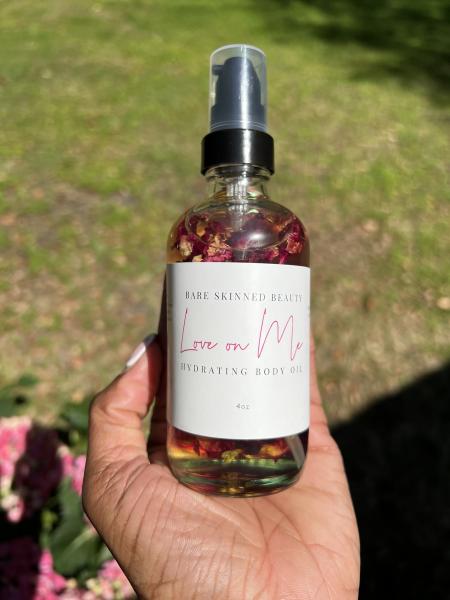 BARE SKINNED BEAUTY
Love on Me
HYDRATING BODY OIL
4oz